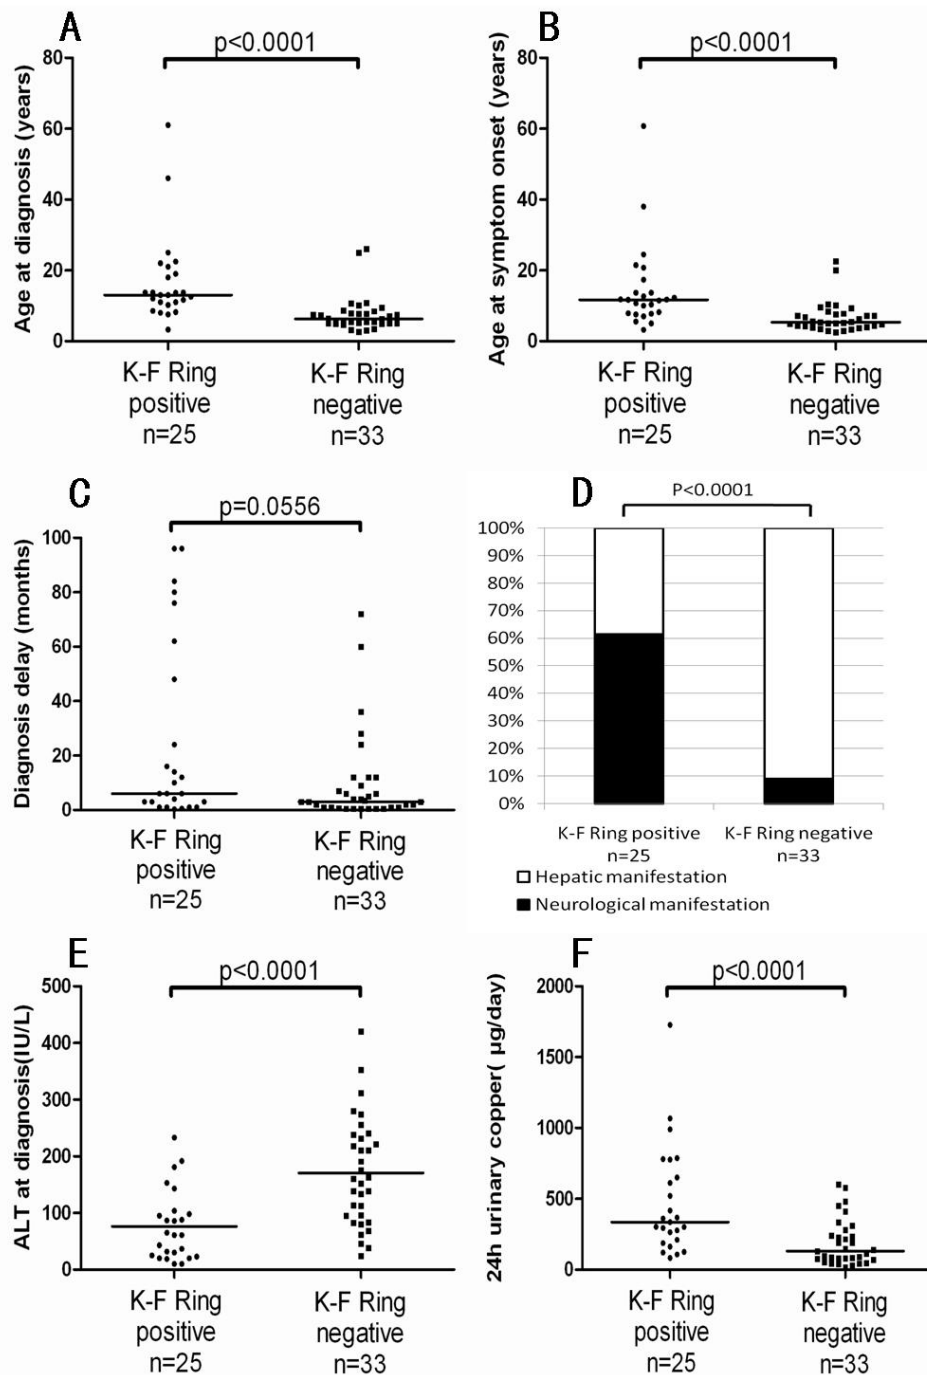 A
p<0.0001
Age at diagnosis (years)
80
60
40
20
0
K-F Ring
positive
n=25
K-F Ring
negative
n=33
B
p<0.0001
Age at symptom onset (years)
80
60
40
20
0
K-F Ring
positive
n=25
K-F Ring
negative
n=33
C
p=0.0556
Diagnosis delay (months)
100
80
60
40
20
0
K-F Ring
positive
n=25
K-F Ring
negative
n=33
D
P<0.0001
100%
90%
80%
70%
60%
50%
40%
30%
20%
10%
0%
K-F Ring positive
n=25
K-F Ring negative
n=33
Hepatic manifestation
Neurological manifestation
E
p<0.0001
ALT at diagnosis(IU/L)
500
400
300
200
100
0
K-F Ring
positive
n=25
K-F Ring
negative
n=33
F
p<0.0001
24h urinary copper( µg/day)
2000
1500
1000
500
0
K-F Ring
positive
n=25
K-F Ring
negative
n=33